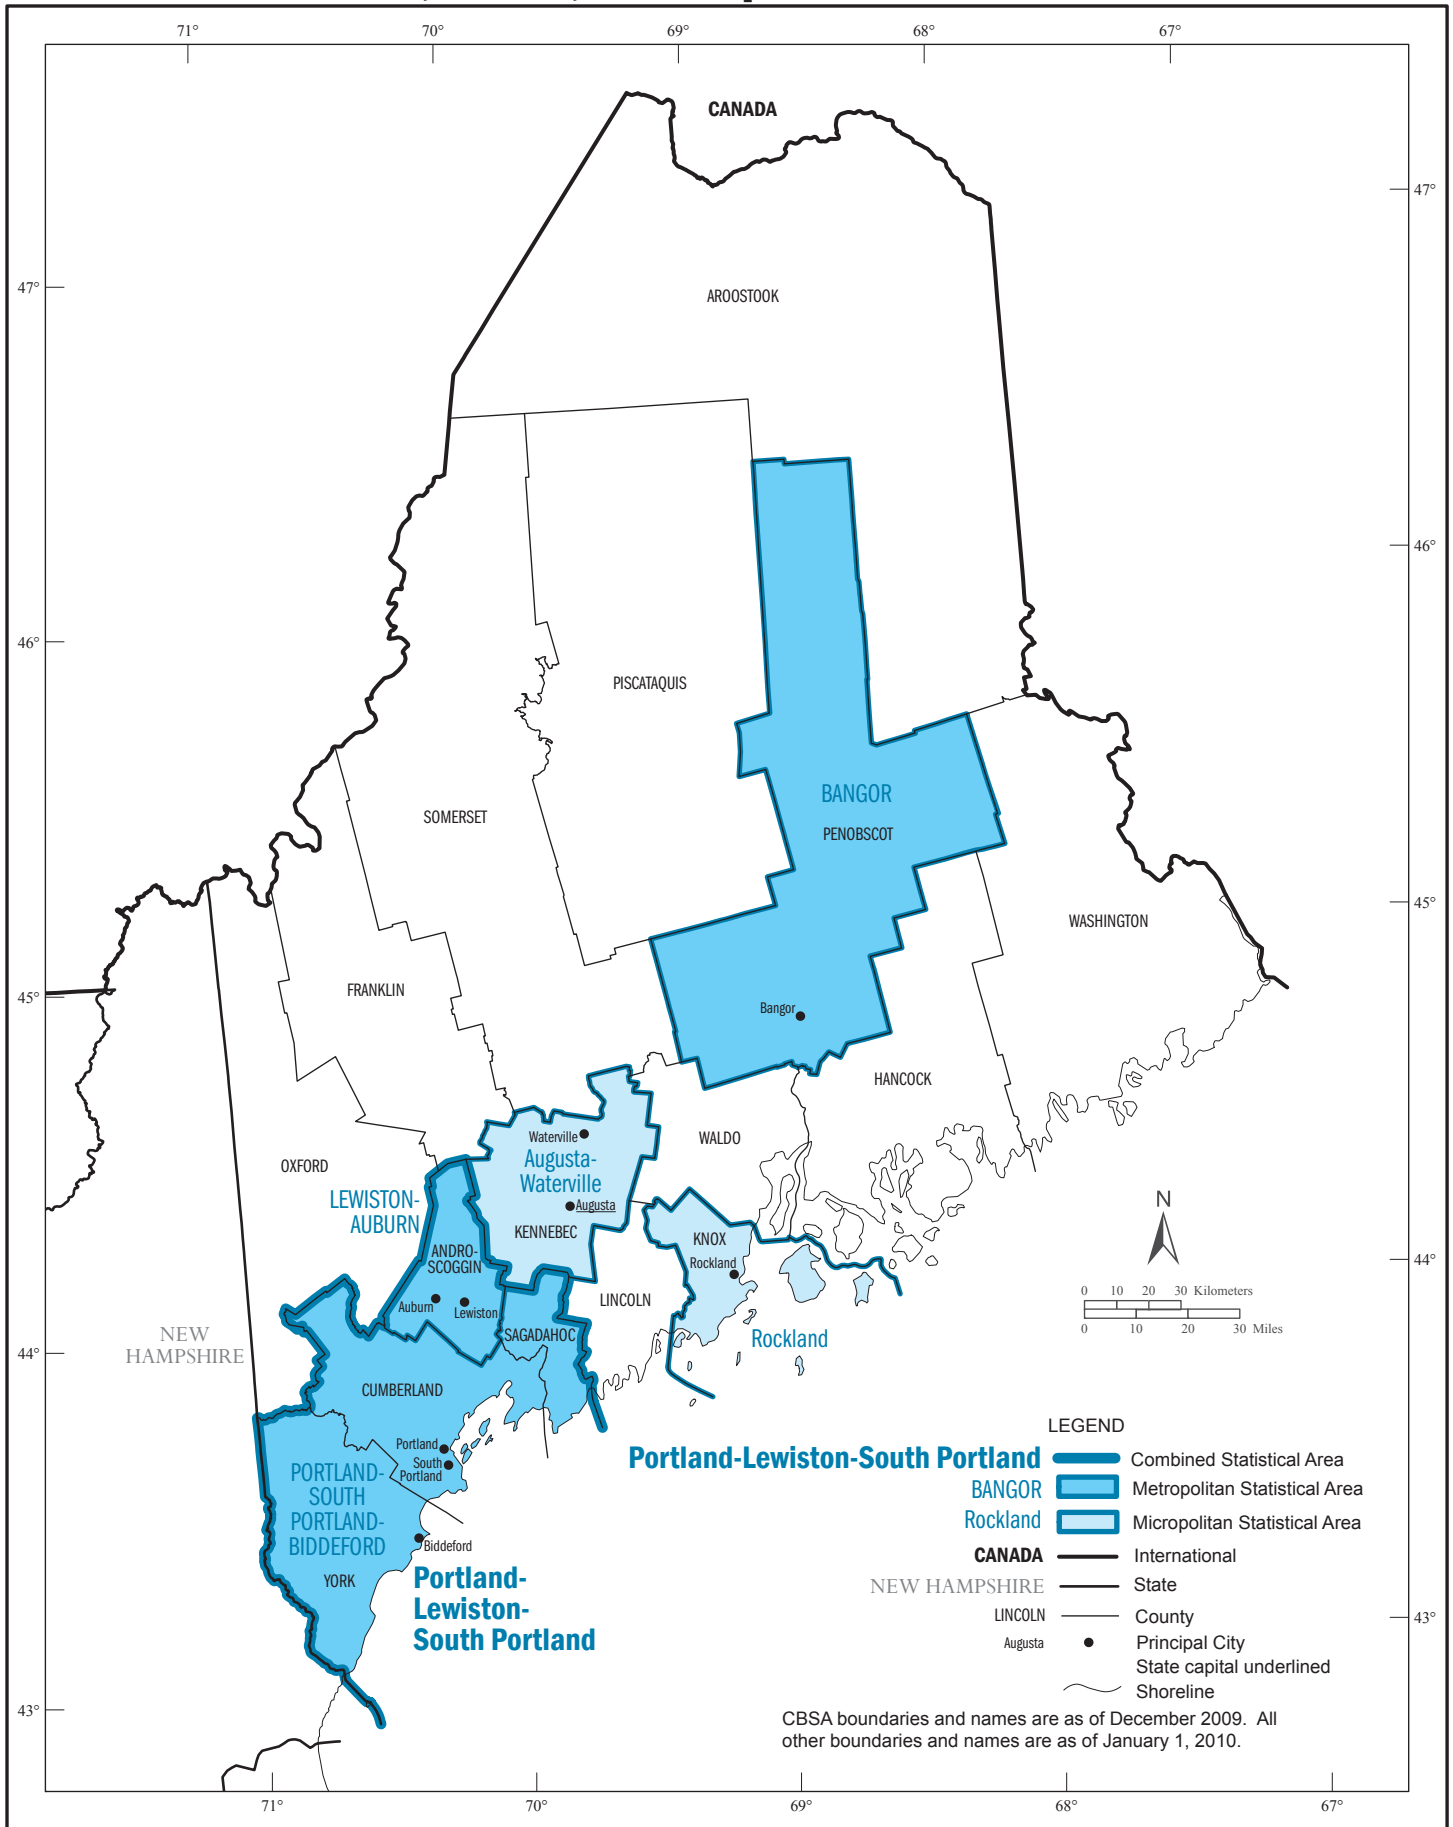 71°
70°
69°
68°
67°
CANADA
47°
47°
AROOSTOOK
46°
46°
PISCATAQUIS
BANGOR
SOMERSET
PENOBSCOT
45°
WASHINGTON
FRANKLIN
45°
Bangor
HANCOCK
Waterville
WALDO
Augusta-
Waterville
OXFORD
LEWISTON-
AUBURN
Augusta
KENNEBEC
KNOX
Rockland
N
ANDRO-
SCOGGIN
44°
0 10 20 30 Kilometers
0 10 20 30 Miles
LINCOLN
Auburn
Lewiston
SAGADAHOC
Rockland
NEW
HAMPSHIRE
44°
CUMBERLAND
Portland
South
Portland
PORTLAND-
SOUTH
PORTLAND-
BIDDEFORD
Biddeford
YORK
Portland-
Lewiston-
South Portland
LEGEND
Portland-Lewiston-South Portland Combined Statistical Area
BANGOR Metropolitan Statistical Area
Rockland Micropolitan Statistical Area
CANADA International
NEW HAMPSHIRE State
LINCOLN County
Augusta Principal City
State capital underlined
Shoreline
43°
43°
CBSA boundaries and names are as of December 2009. All
other boundaries and names are as of January 1, 2010.
71°
70°
69°
68°
67°